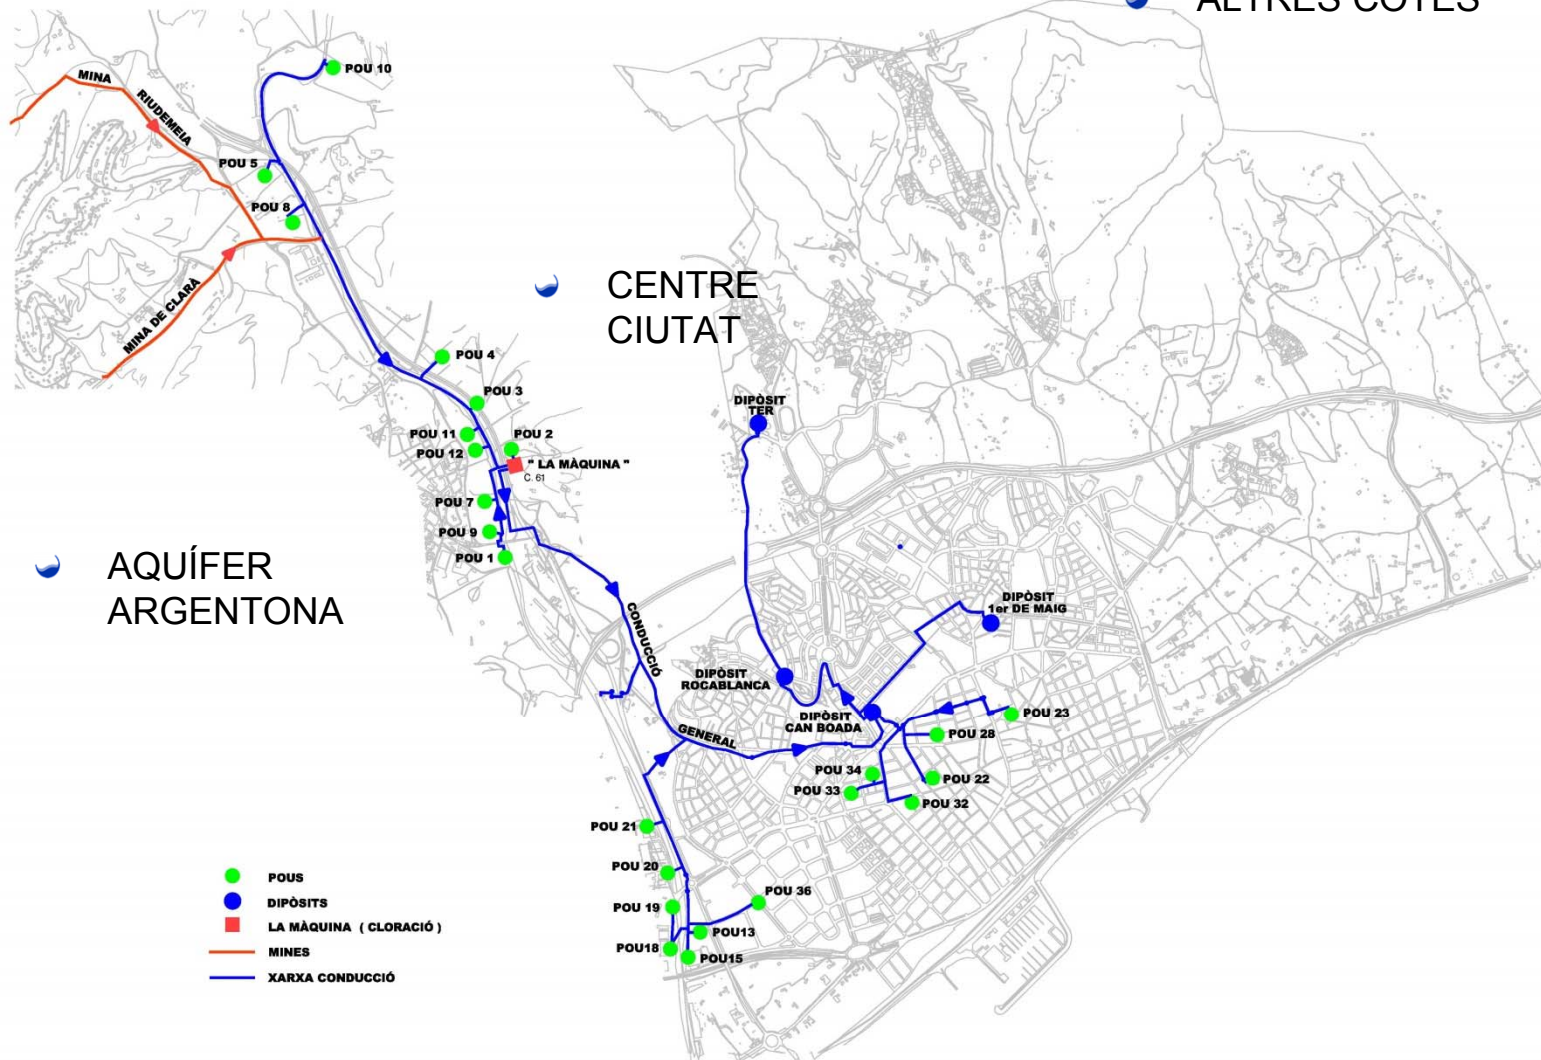 ALTRES COTES
POU 10
MINA
RIUDEMEIA
POU 5
POU 8
MINA DE CLARÀ
CENTRE
CIUTAT
POU 4
POU 3
POU 11
POU 2
POU 12
" LA MÀQUINA "
C. 61
POU 7
POU 9
POU 1
DIPÒSIT
TER
AQUÍFER
ARGENTONA
CONDUCCIÓ
GENERAL
DIPÒSIT
1er DE MAIG
DIPÒSIT
ROCABLANCA
DIPÒSIT
CAN BOADA
POU 23
POU 28
POU 34
POU 22
POU 33
POU 32
POU 21
POU 20
POU 36
POU 19
POU13
POU18
POU15
POUS
DIPÒSITS
LA MÀQUINA ( CLORACIÓ )
MINES
XARXA CONDUCCIÓ